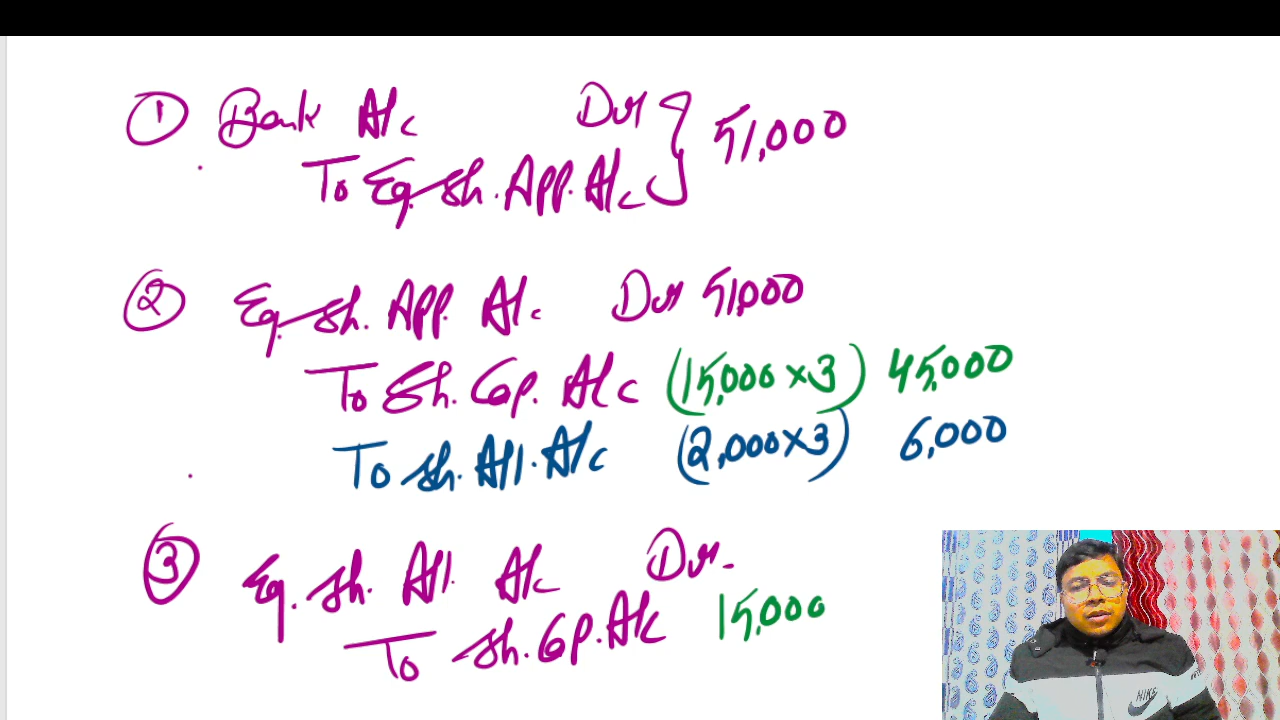 ① Bank A/c Dr } 51,000
To Eq. Sh. App. A/c
② Eq. Sh. App. A/c Dr 51,000
To Sh. Cap. A/c (15,000 × 3) 45,000
To Sh. All. A/c (2,000 × 3) 6,000
③ Eq. Sh. All. A/c Dr.
To Sh. Cap. A/c 15,000
NIKE